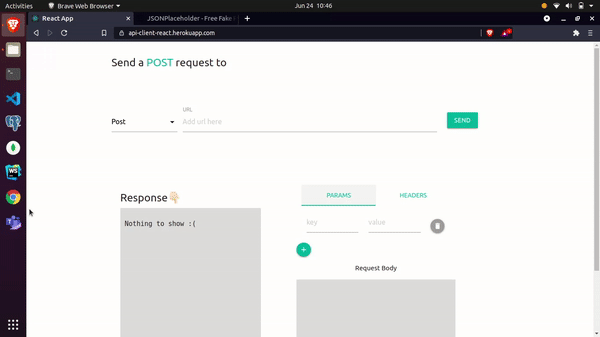 Activities
Brave Web Browser
Jun 24 10:46
React App
JSONPlaceholder - Free Fake
api-client-react.herokuapp.com
Send a POST request to
URL
Post
Add url here
SEND
Response
PARAMS
HEADERS
Nothing to show :(
key
value
Request Body